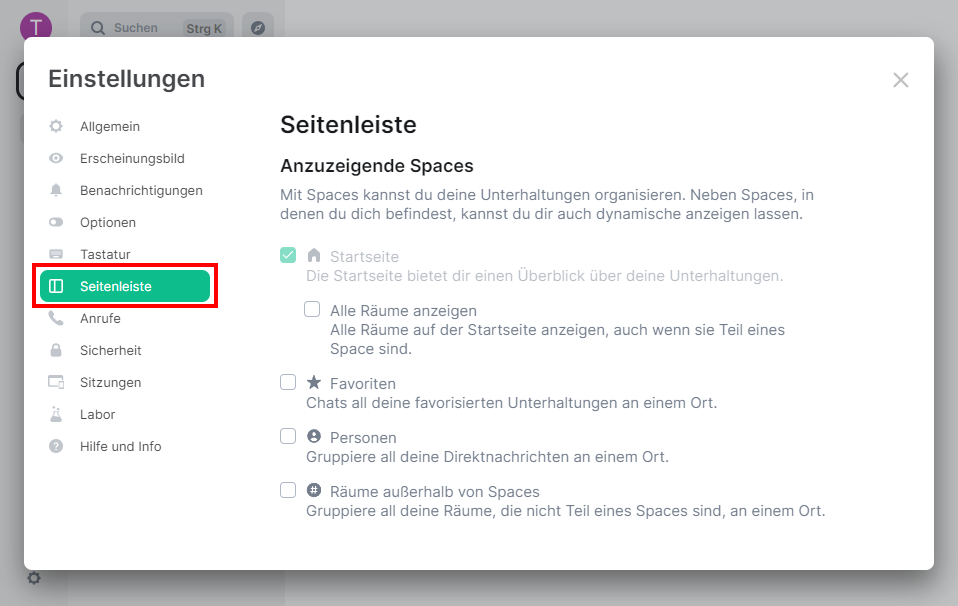 T
Suchen
Strg K
Einstellungen
Allgemein
Erscheinungsbild
Benachrichtigungen
Optionen
Tastatur
Seitenleiste
Anrufe
Sicherheit
Sitzungen
Labor
Hilfe und Info
Seitenleiste
Anzuzeigende Spaces
Mit Spaces kannst du deine Unterhaltungen organisieren. Neben Spaces, in
denen du dich befindest, kannst du dir auch dynamische anzeigen lassen.
Startseite
Die Startseite bietet dir einen Überblick über deine Unterhaltungen.
Alle Räume anzeigen
Alle Räume auf der Startseite anzeigen, auch wenn sie Teil eines
Space sind.
Favoriten
Chats all deine favorisierten Unterhaltungen an einem Ort.
Personen
Gruppiere all deine Direktnachrichten an einem Ort.
Räume außerhalb von Spaces
Gruppiere all deine Räume, die nicht Teil eines Spaces sind, an einem Ort.